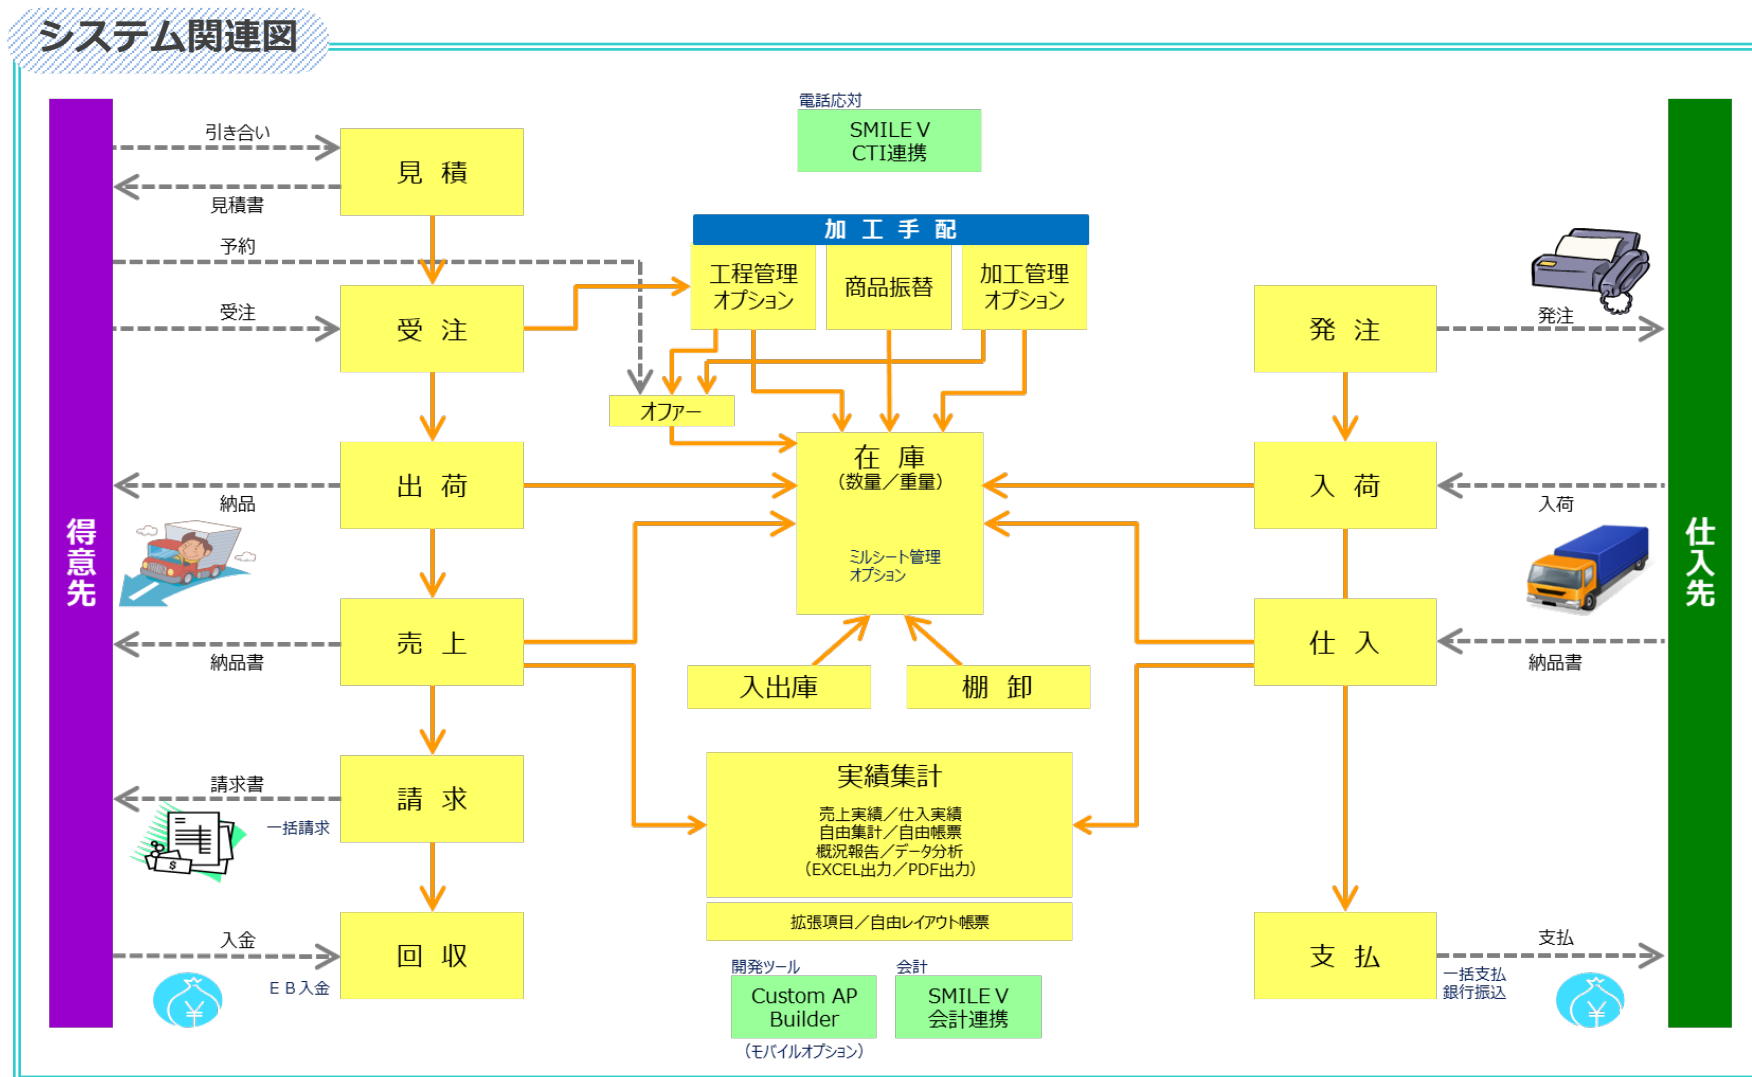 システム関連図
電話応対
SMILE V
CTI連携
引き合い
見 積
見積書
予約
加 工 手 配
工程管理
オプション
商品振替
加工管理
オプション
受注
受 注
発 注
発注
オファー
在 庫
(数量／重量)
ミルシート管理
オプション
出 荷
納品
入 荷
入荷
得意先
仕入先
売 上
納品書
仕 入
納品書
入出庫
棚 卸
請求書
請 求
一括請求
実績集計
売上実績／仕入実績
自由集計／自由帳票
概況報告／データ分析
(EXCEL出力／PDF出力)
拡張項目／自由レイアウト帳票
入金
回 収
ＥＢ入金
支 払
支払
一括支払
銀行振込
開発ツール
Custom AP
Builder
(モバイルオプション)
会計
SMILE V
会計連携
¥
¥
$